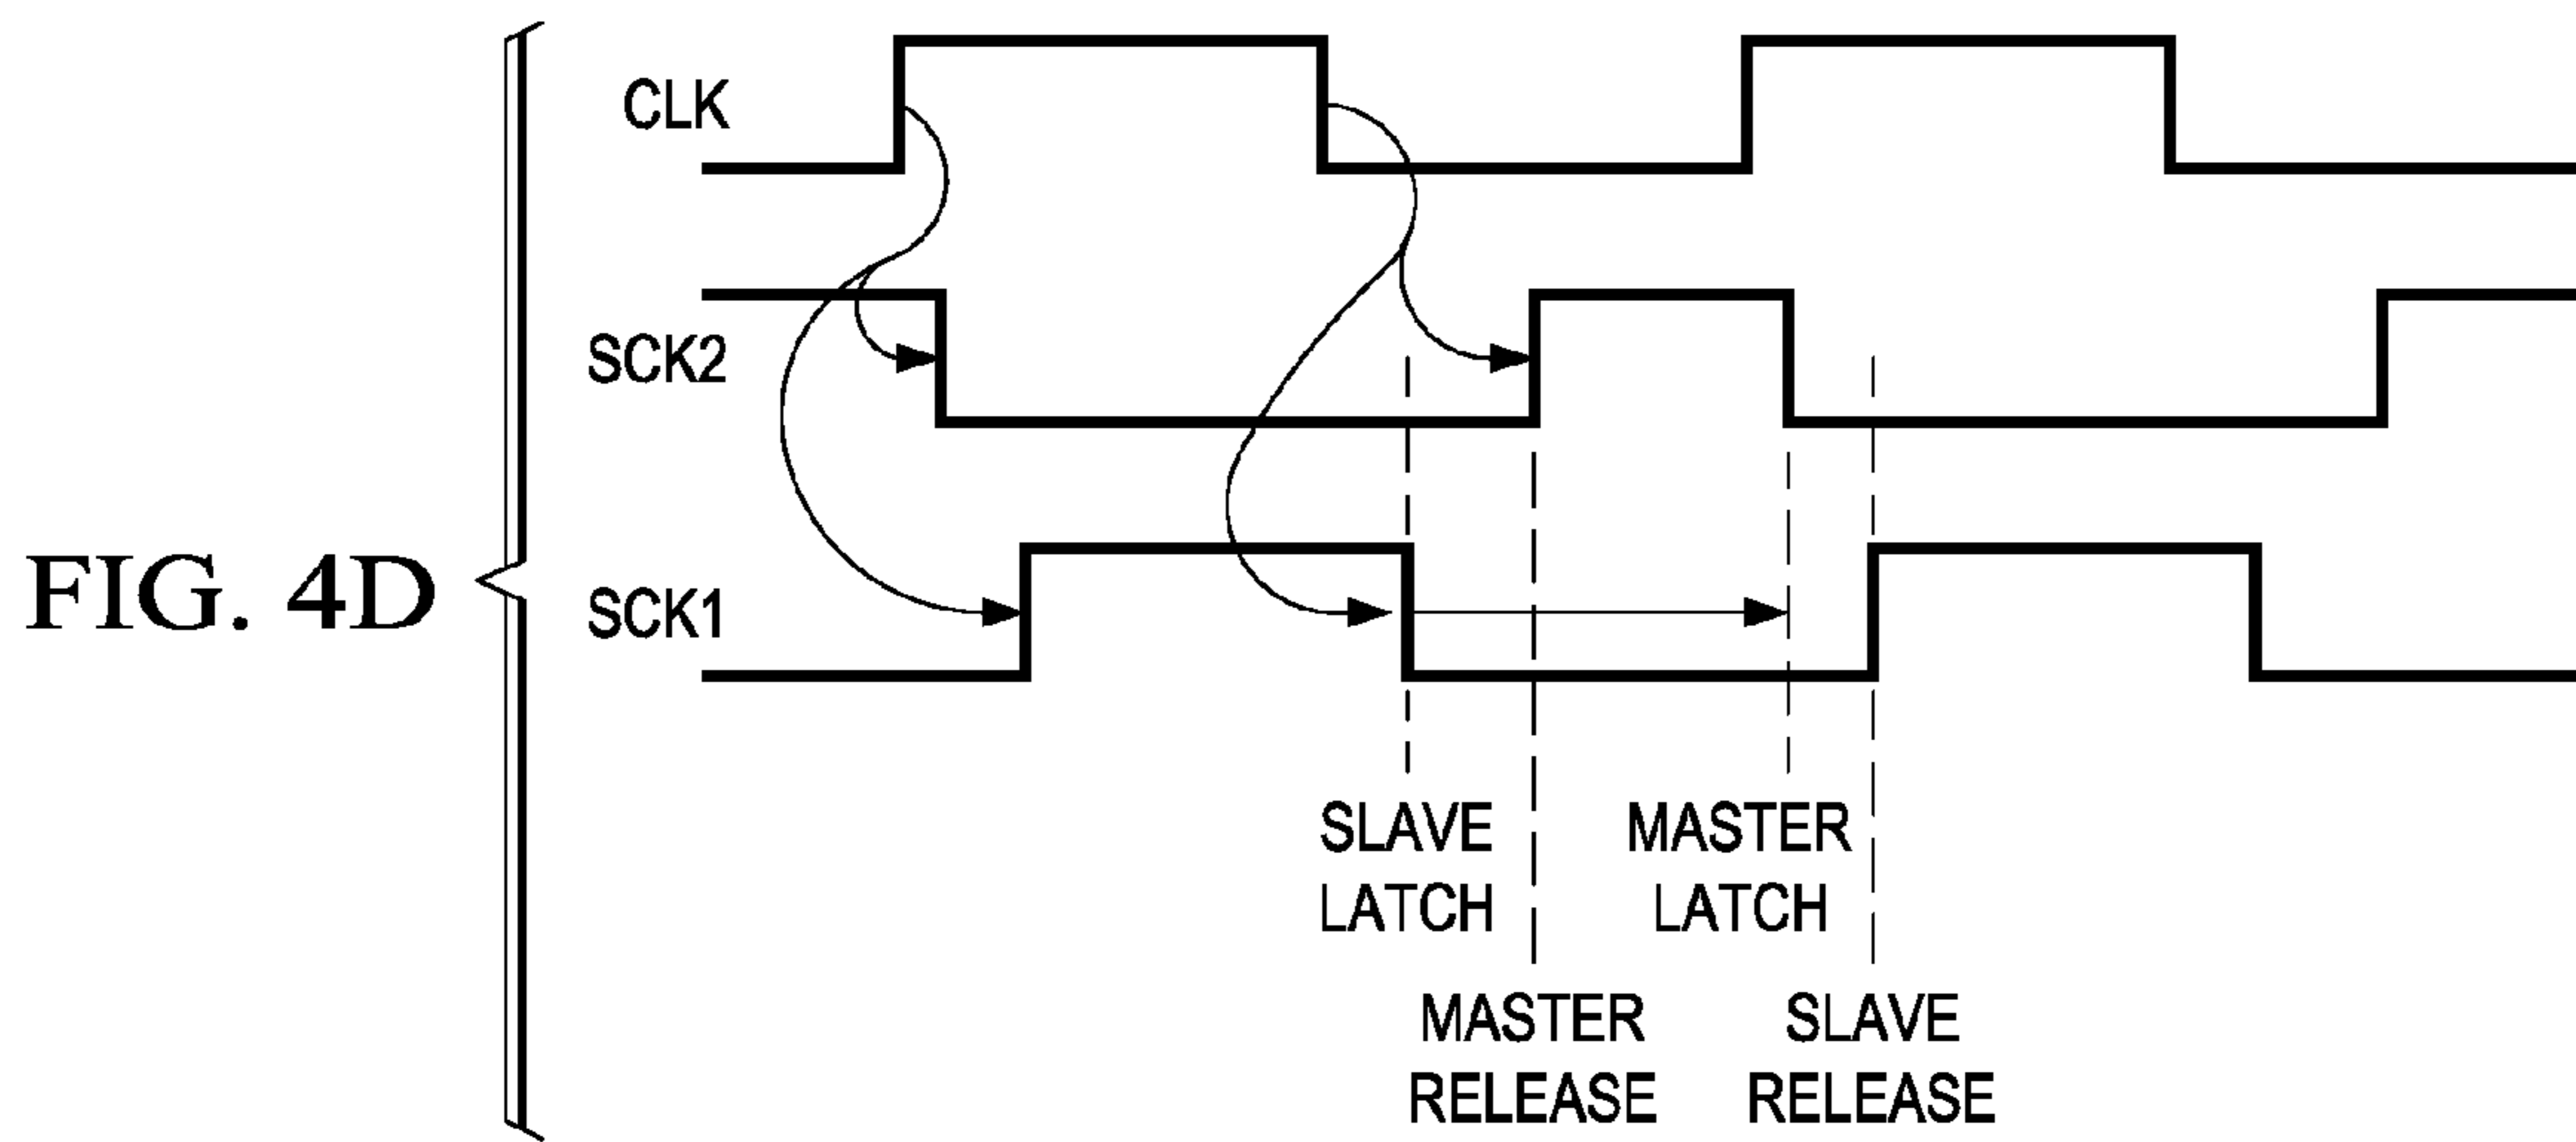 FIG. 4D
CLK
SCK2
SCK1
SLAVE
LATCH
MASTER
LATCH
MASTER
RELEASE
SLAVE
RELEASE